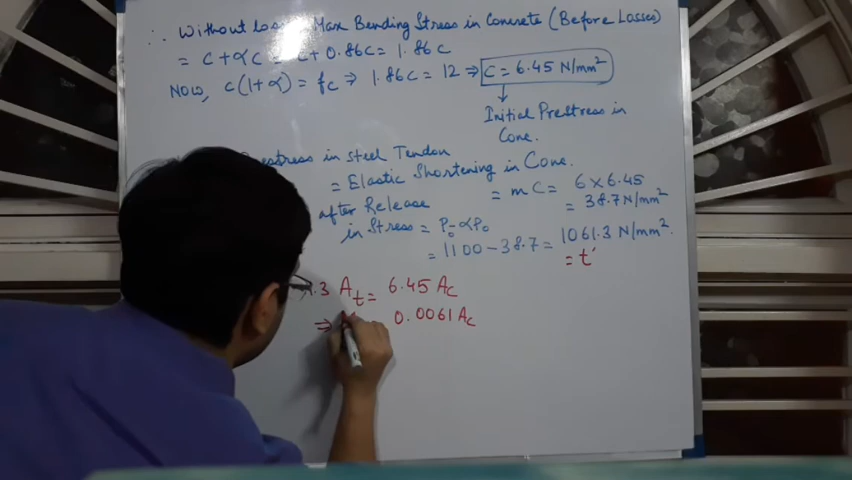 ∴ Without Losses Max Bending Stress in Concrete (Before Losses)
= C + αC = C + 0.86C = 1.86C
NOW, C(1+α) = fc ⇒ 1.86C = 12 ⇒ C = 6.45 N/mm²
Initial Prestress in
Conc.
Prestress in Steel Tendon
= Elastic Shortening in Conc.
after Release
= mC = 6 × 6.45
= 38.7 N/mm²
in Stress = P₀ - αP₀
= 1100 - 38.7 = 1061.3 N/mm²
= t'
.3 At = 6.45 Ac
⇒ 0.0061 Ac